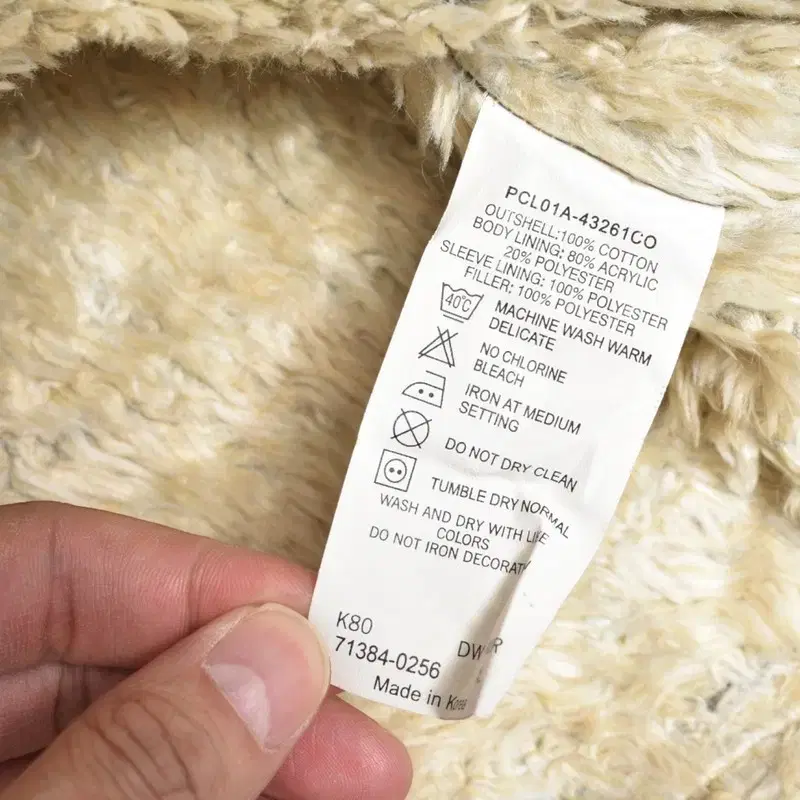 PCL01A-43261CO
OUTSHELL:100% COTTON
BODY LINING: 80% ACRYLIC
20% POLYESTER
SLEEVE LINING: 100% POLYESTER
FILLER: 100% POLYESTER
40℃ MACHINE WASH WARM
DELICATE
NO CHLORINE
BLEACH
IRON AT MEDIUM
SETTING
DO NOT DRY CLEAN
TUMBLE DRY NORMAL
WASH AND DRY WITH LIKE
COLORS
DO NOT IRON
K80
71384-0256
Made in Korea